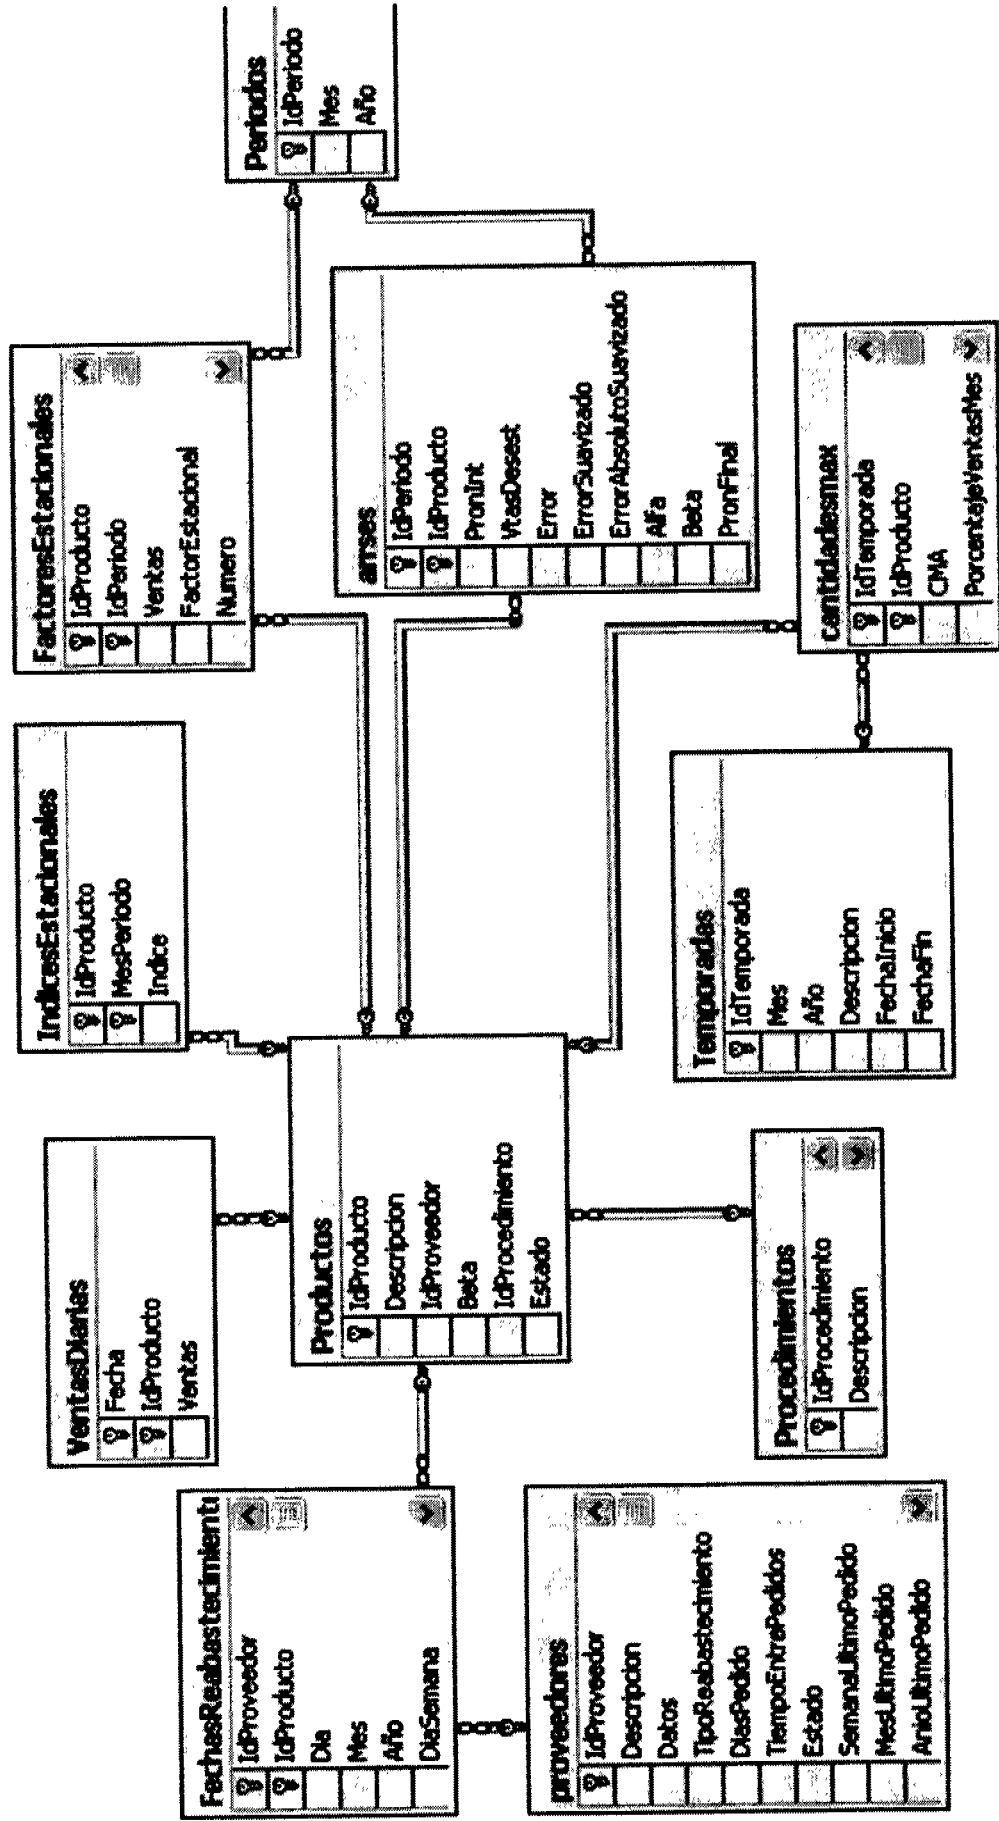 FechasReabastecimienti
IdProveedor
IdProducto
Dia
Mes
Año
DiaSemana
VentasDiarias
Fecha
IdProducto
Ventas
IndicesEstacionales
IdProducto
MesPeriodo
Indice
FactoresEstacionales
IdProducto
IdPeriodo
Ventas
FactorEstacional
Numero
Periodos
IdPeriodo
Mes
Año
Productos
IdProducto
Descripcion
IdProveedor
Beta
IdProcedimiento
Estado
arrses
IdPeriodo
IdProducto
PronInt
VtasDesest
Error
ErrorSuavizado
ErrorAbsolutoSuavizado
Alfa
Beta
PronFinal
proveedores
IdProveedor
Descripcion
Datos
TipoReabastecimiento
DiasPedido
TiempoEntrePedidos
Estado
SemanaUltimoPedido
MesUltimoPedido
AnioUltimoPedido
Procedimientos
IdProcedimiento
Descripcion
Temporadas
IdTemporada
Mes
Año
Descripcion
FechaInicio
FechaFin
cantidadesmax
IdTemporada
IdProducto
CMA
PorcentajeVentasMes